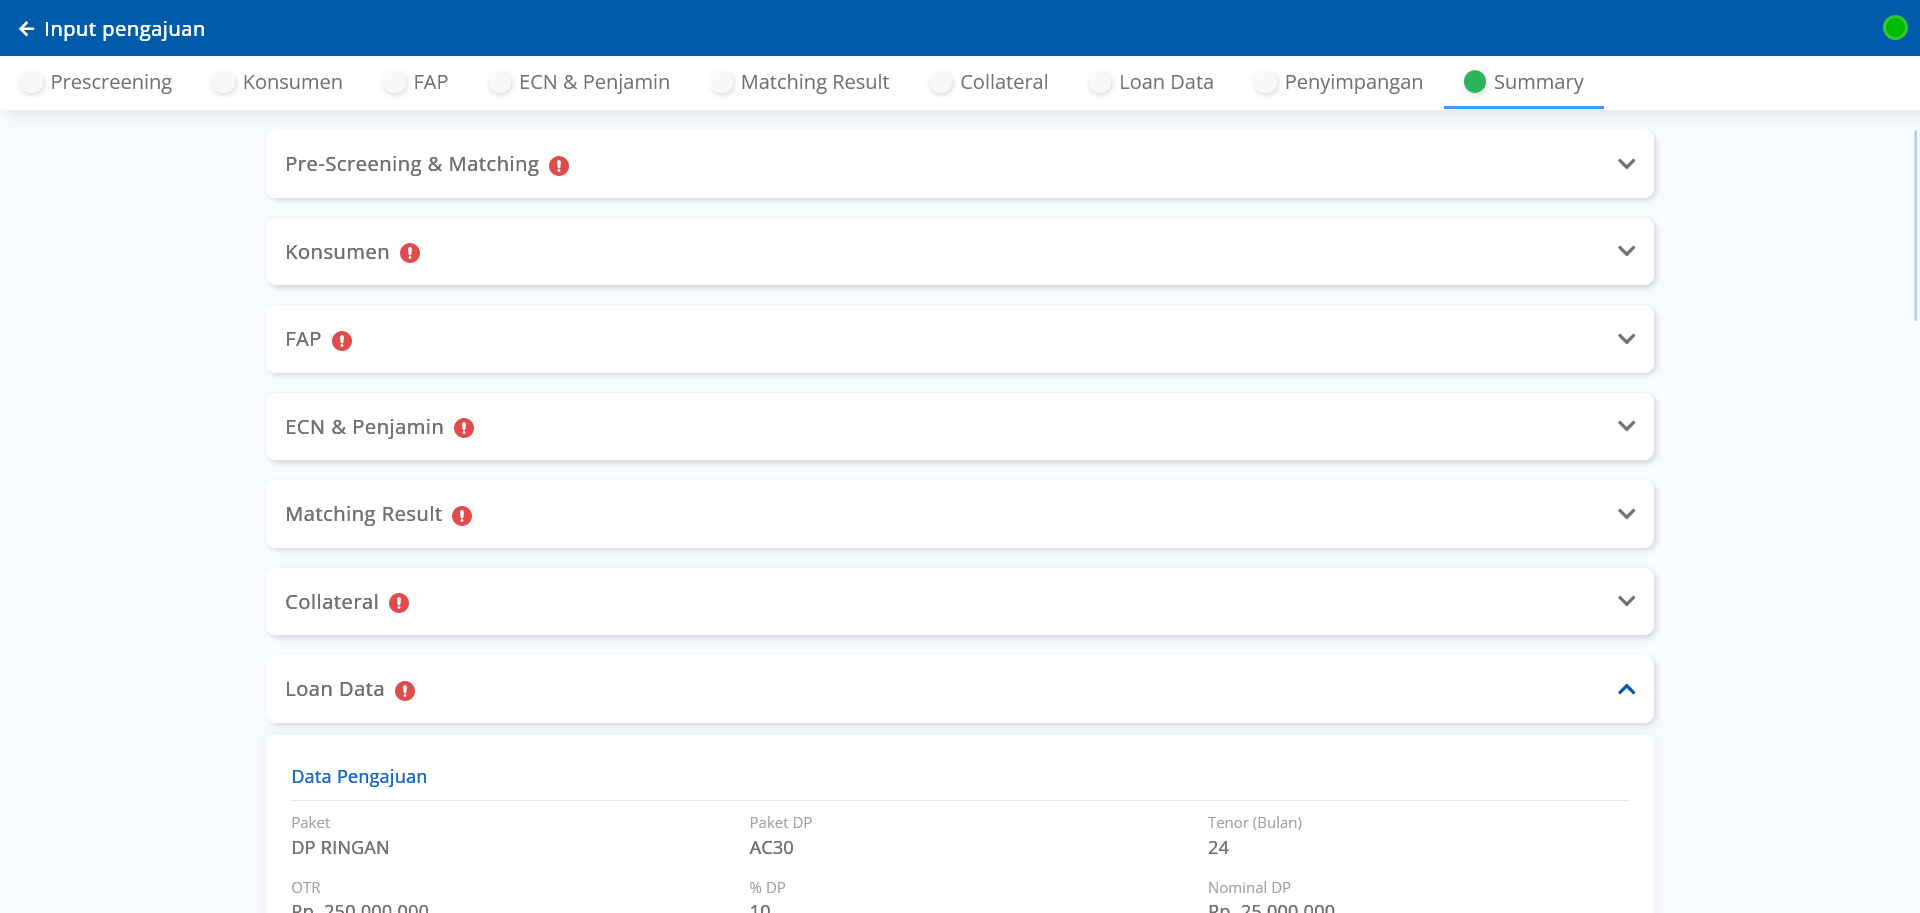 Input pengajuan
Prescreening Konsumen FAP ECN & Penjamin Matching Result Collateral Loan Data Penyimpangan Summary
Pre-Screening & Matching
Konsumen
FAP
ECN & Penjamin
Matching Result
Collateral
Loan Data
Data Pengajuan
Paket Paket DP Tenor (Bulan)
DP RINGAN AC30 24
OTR % DP Nominal DP
Rp. 250.000.000 10 Rp. 25.000.000